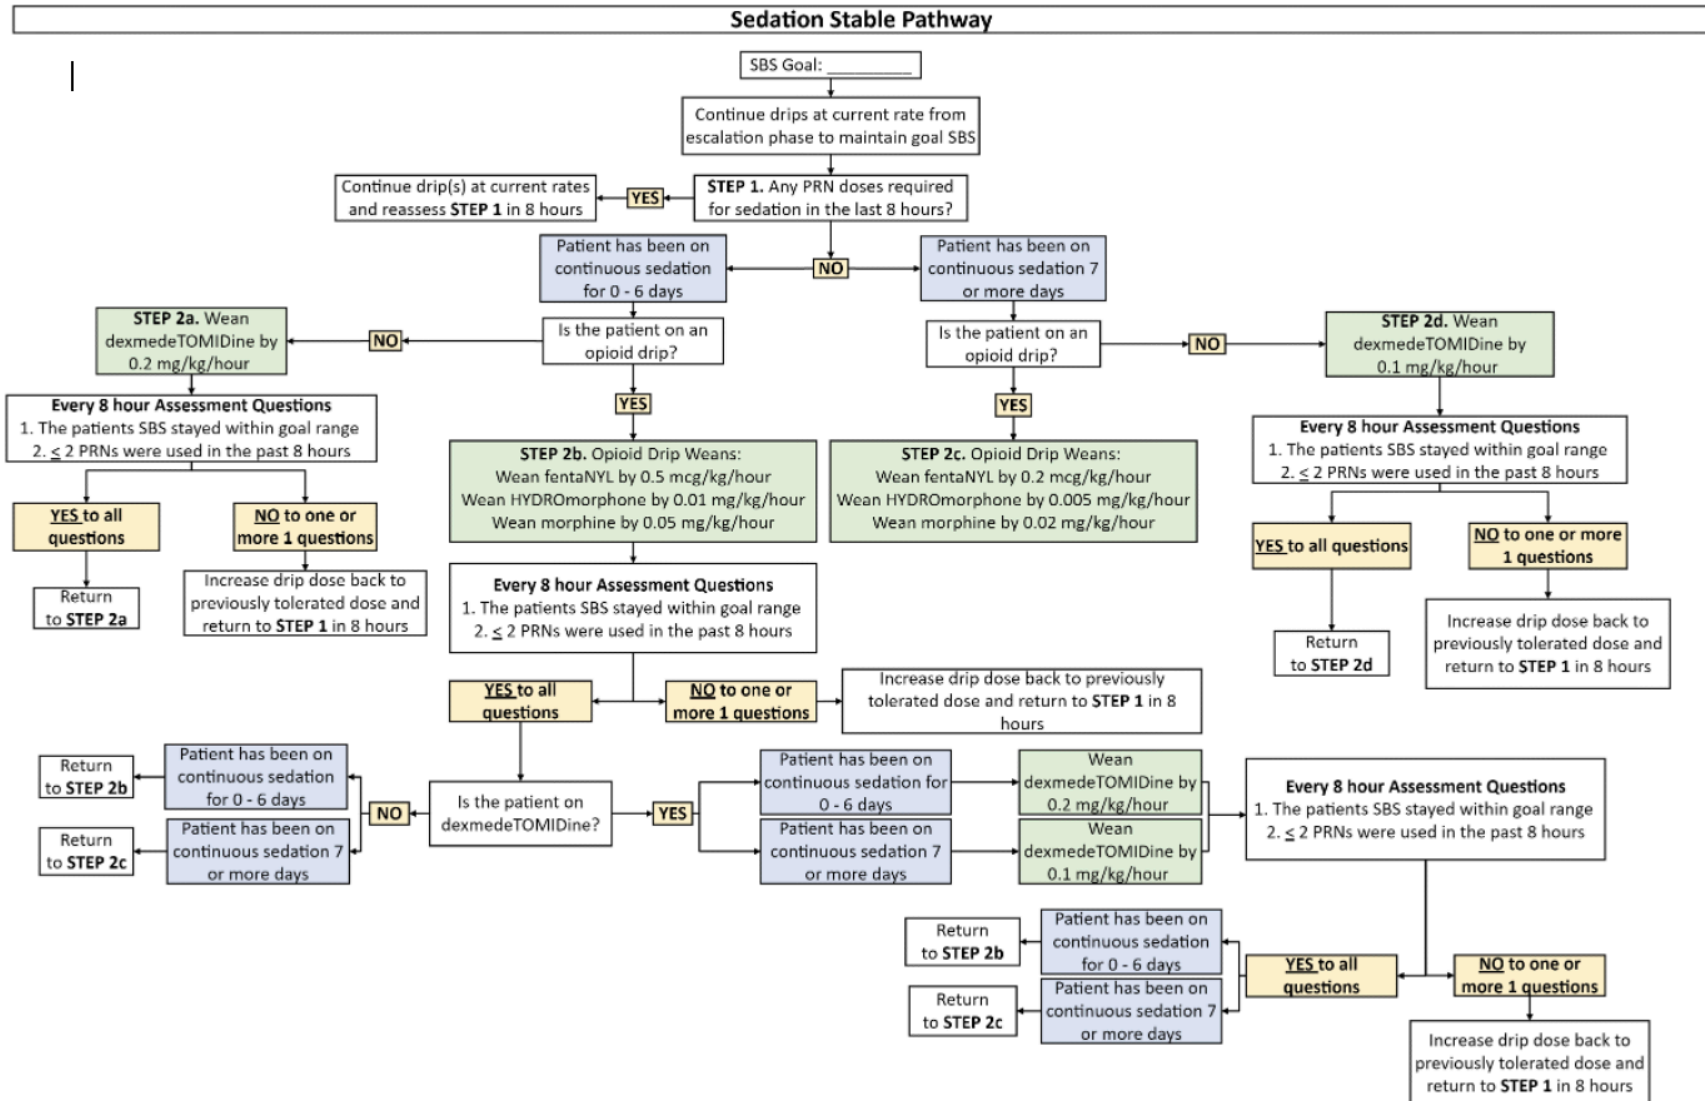 Sedation Stable Pathway
SBS Goal: _________
Continue drips at current rate from
escalation phase to maintain goal SBS
STEP 1. Any PRN doses required
for sedation in the last 8 hours?
YES
Continue drip(s) at current rates
and reassess STEP 1 in 8 hours
NO
Patient has been on
continuous sedation
for 0 - 6 days
Patient has been on
continuous sedation 7
or more days
Is the patient on an
opioid drip?
NO
STEP 2a. Wean
dexmedeTOMIDine by
0.2 mg/kg/hour
Every 8 hour Assessment Questions
1. The patients SBS stayed within goal range
2. ≤ 2 PRNs were used in the past 8 hours
YES to all
questions
Return
to STEP 2a
NO to one or
more 1 questions
Increase drip dose back to
previously tolerated dose and
return to STEP 1 in 8 hours
YES
STEP 2b. Opioid Drip Weans:
Wean fentaNYL by 0.5 mcg/kg/hour
Wean HYDROmorphone by 0.01 mg/kg/hour
Wean morphine by 0.05 mg/kg/hour
Is the patient on an
opioid drip?
YES
STEP 2c. Opioid Drip Weans:
Wean fentaNYL by 0.2 mcg/kg/hour
Wean HYDROmorphone by 0.005 mg/kg/hour
Wean morphine by 0.02 mg/kg/hour
NO
STEP 2d. Wean
dexmedeTOMIDine by
0.1 mg/kg/hour
Every 8 hour Assessment Questions
1. The patients SBS stayed within goal range
2. ≤ 2 PRNs were used in the past 8 hours
YES to all questions
Return
to STEP 2d
NO to one or more
1 questions
Increase drip dose back to
previously tolerated dose and
return to STEP 1 in 8 hours
Every 8 hour Assessment Questions
1. The patients SBS stayed within goal range
2. ≤ 2 PRNs were used in the past 8 hours
YES to all
questions
NO to one or
more 1 questions
Increase drip dose back to previously
tolerated dose and return to STEP 1 in 8
hours
Is the patient on
dexmedeTOMIDine?
NO
Patient has been on
continuous sedation
for 0 - 6 days
Return
to STEP 2b
Patient has been on
continuous sedation 7
or more days
Return
to STEP 2c
YES
Patient has been on
continuous sedation for
0 - 6 days
Wean
dexmedeTOMIDine by
0.2 mg/kg/hour
Patient has been on
continuous sedation 7
or more days
Wean
dexmedeTOMIDine by
0.1 mg/kg/hour
Every 8 hour Assessment Questions
1. The patients SBS stayed within goal range
2. ≤ 2 PRNs were used in the past 8 hours
YES to all
questions
Patient has been on
continuous sedation
for 0 - 6 days
Return
to STEP 2b
Patient has been on
continuous sedation 7
or more days
Return
to STEP 2c
NO to one or
more 1 questions
Increase drip dose back to
previously tolerated dose and
return to STEP 1 in 8 hours